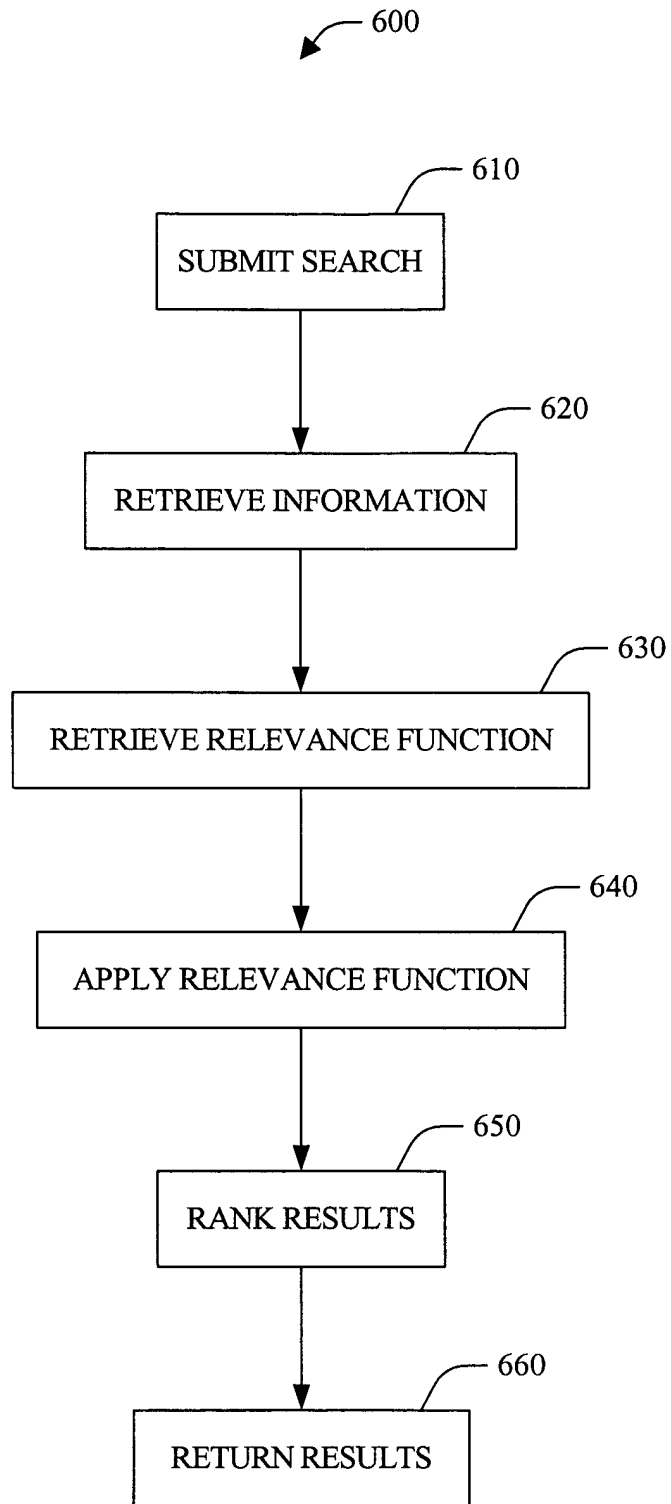 600
610
SUBMIT SEARCH
620
RETRIEVE INFORMATION
630
RETRIEVE RELEVANCE FUNCTION
640
APPLY RELEVANCE FUNCTION
650
RANK RESULTS
660
RETURN RESULTS